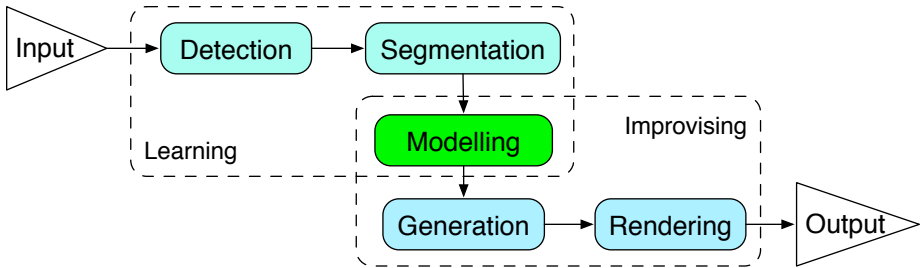 Input
Detection
Segmentation
Modelling
Improvising
Learning
Generation
Rendering
Output